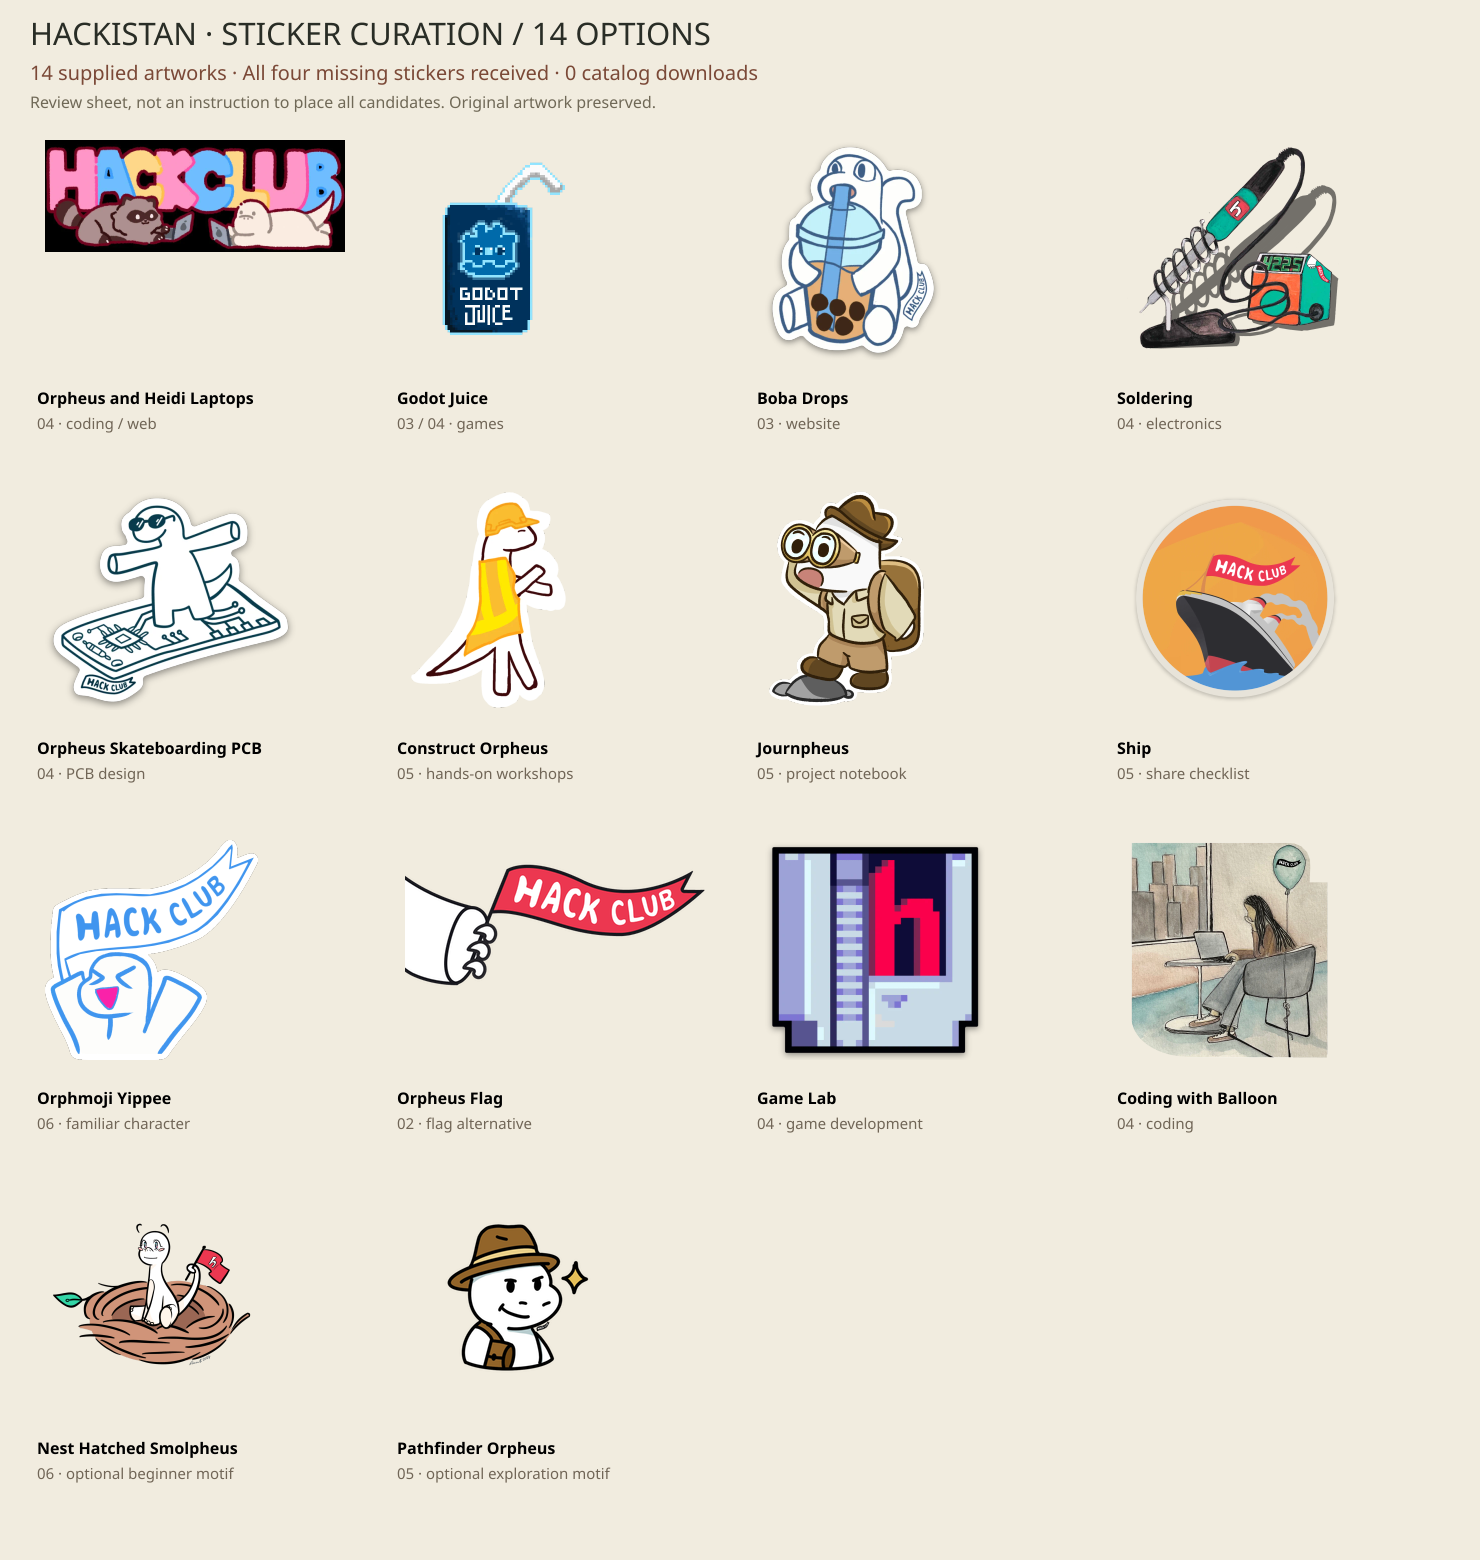 HACKISTAN · STICKER CURATION / 14 OPTIONS
14 supplied artworks · All four missing stickers received · 0 catalog downloads
Review sheet, not an instruction to place all candidates. Original artwork preserved.
HACKCLUB
GODOT
JUICE
HACK CLUB
h
4225
Orpheus and Heidi Laptops
04 · coding / web
Godot Juice
03 / 04 · games
Boba Drops
03 · website
Soldering
04 · electronics
HACK CLUB
HACK CLUB
Orpheus Skateboarding PCB
04 · PCB design
Construct Orpheus
05 · hands-on workshops
Journpheus
05 · project notebook
Ship
05 · share checklist
HACK CLUB
HACK CLUB
h
Orphmoji Yippee
06 · familiar character
Orpheus Flag
02 · flag alternative
Game Lab
04 · game development
Coding with Balloon
04 · coding
h
Nest Hatched Smolpheus
06 · optional beginner motif
Pathfinder Orpheus
05 · optional exploration motif